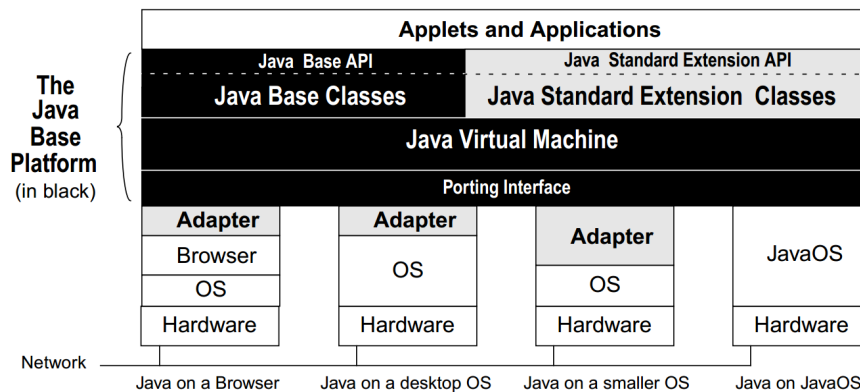 Applets and Applications
Java Base API
Java Standard Extension API
The
Java
Base
Platform
(in black)
Java Base Classes
Java Standard Extension Classes
Java Virtual Machine
Porting Interface
Adapter
Browser
OS
Hardware
Adapter
OS
Hardware
Adapter
OS
Hardware
JavaOS
Hardware
Network
Java on a Browser
Java on a desktop OS
Java on a smaller OS
Java on JavaOS